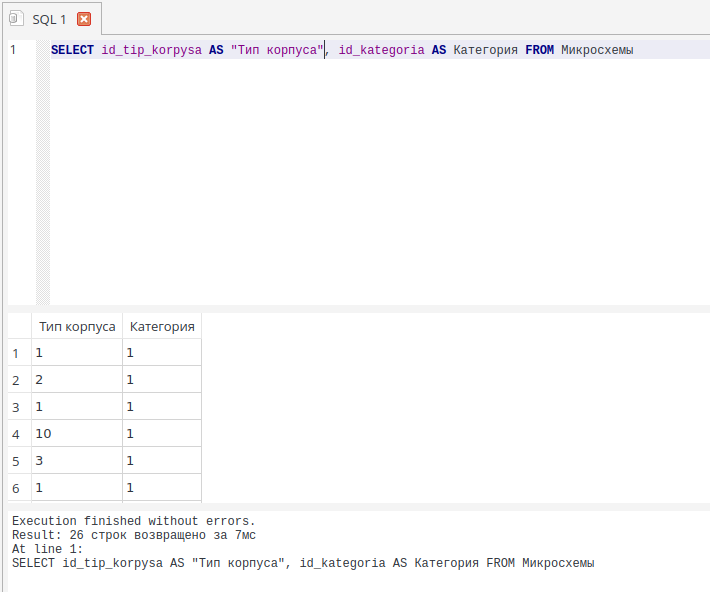 SQL 1
1 SELECT id_tip_korpysa AS "Тип корпуса", id_kategoria AS Категория FROM Микросхемы
Тип корпуса Категория
1 1 1
2 2 1
3 1 1
4 10 1
5 3 1
6 1 1
Execution finished without errors.
Result: 26 строк возвращено за 7мс
At line 1:
SELECT id_tip_korpysa AS "Тип корпуса", id_kategoria AS Категория FROM Микросхемы